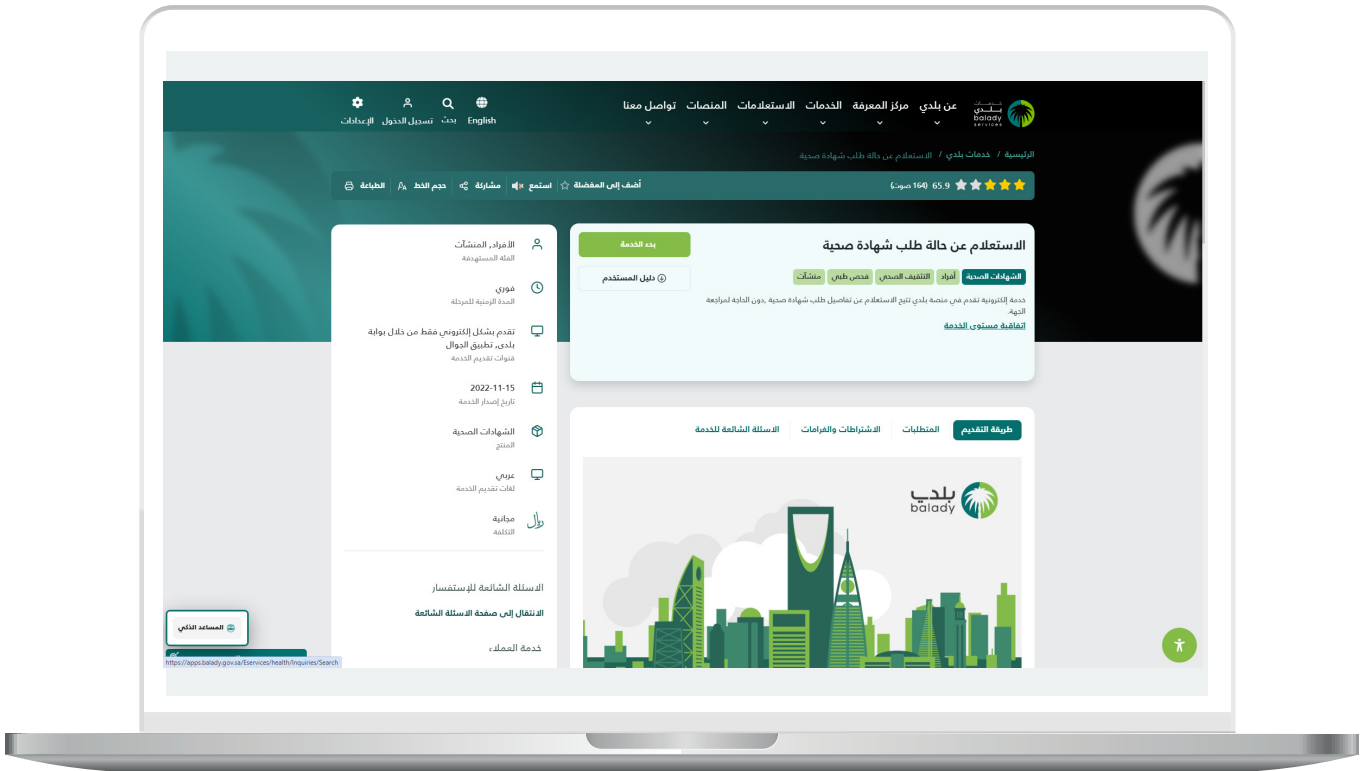 خدمات
بلدي
balady
services
عن بلدي
مركز المعرفة
الخدمات
الاستعلامات
المنصات
تواصل معنا
English
بحث
تسجيل الدخول
الإعدادات
الرئيسية / خدمات بلدي / الاستعلام عن حالة طلب شهادة صحية
65.9 (164 صوت)
أضف إلى المفضلة
استمع
مشاركة
حجم الخط
الطباعة
الاستعلام عن حالة طلب شهادة صحية
بدء الخدمة
دليل المستخدم
الشهادات الصحية
أفراد
التثقيف الصحي
فحص طبي
منشآت
خدمة إلكترونية تقدم في منصة بلدي تتيح الاستعلام عن تفاصيل طلب شهادة صحية ,دون الحاجة لمراجعة
الجهة.
اتفاقية مستوى الخدمة
طريقة التقديم
المتطلبات
الاشتراطات والغرامات
الاسئلة الشائعة للخدمة
بلدي
balady
الأفراد, المنشآت
الفئة المستهدفة
فوري
المدة الزمنية للمرحلة
تقدم بشكل إلكتروني فقط من خلال بوابة
بلدي, تطبيق الجوال
قنوات تقديم الخدمة
2022-11-15
تاريخ إصدار الخدمة
الشهادات الصحية
المنتج
عربي
لغات تقديم الخدمة
ريال
مجانية
التكلفة
الاسئلة الشائعة للإستفسار
الانتقال إلى صفحة الاسئلة الشائعة
خدمة العملاء
المساعد الذكي
https://apps.balady.gov.sa/Eservices/health/Inquiries/Search